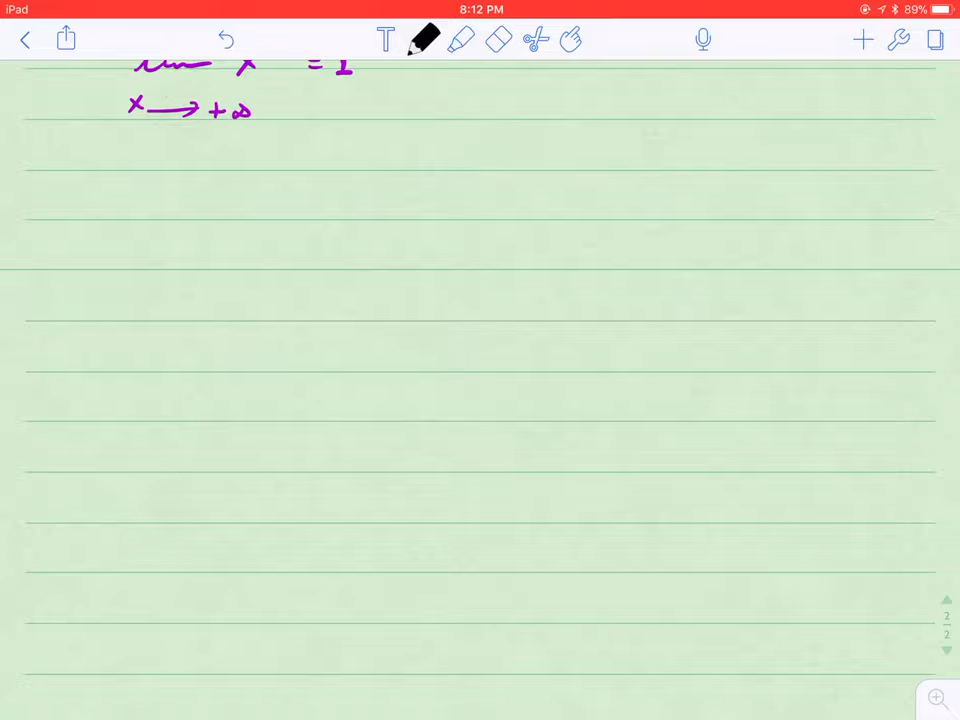 iPad 8:12 PM 89%
T
lim x = 1
x → +∞
2
2